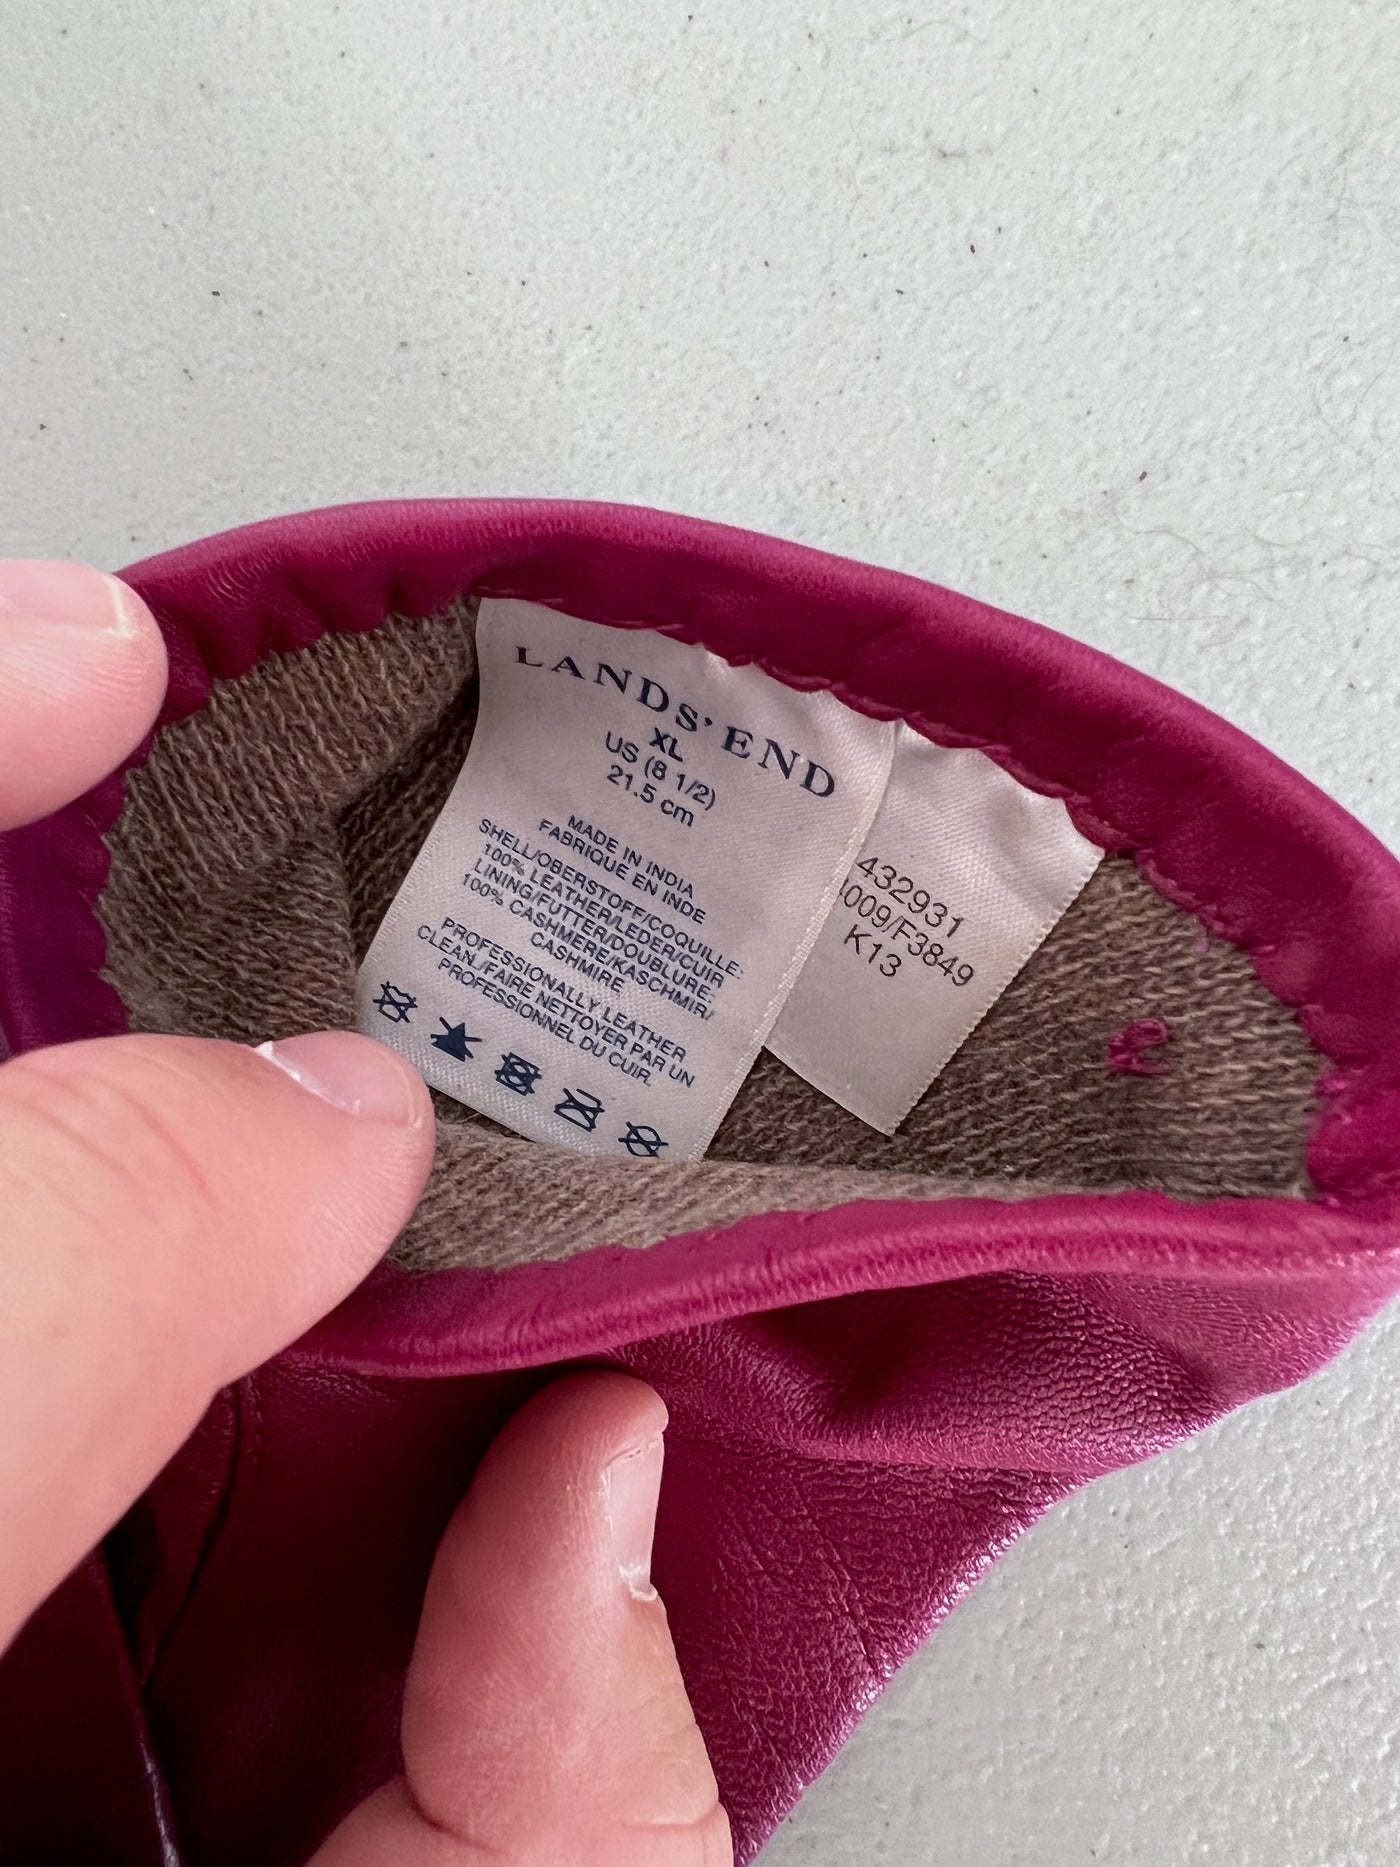 LANDS' END
XL
US (8 1/2)
21.5 cm
MADE IN INDIA
FABRIQUE EN INDE
SHELL/OBERSTOFF/COQUILLE:
100% LEATHER/LEDER/CUIR
LINING/FUTTER/DOUBLURE:
100% CASHMERE/KASCHMIR/
CASHMIRE
PROFESSIONALLY LEATHER
CLEAN./FAIRE NETTOYER PAR UN
PROFESSIONNEL DU CUIR.
432931
009/F3849
K13